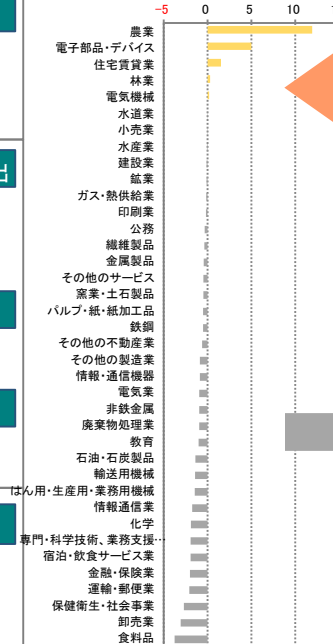 -5 0 5 10 1
農業
電子部品・デバイス
住宅賃貸業
林業
電気機械
水道業
小売業
水産業
建設業
鉱業
ガス・熱供給業
印刷業
公務
繊維製品
金属製品
その他のサービス
窯業・土石製品
パルプ・紙・紙加工品
鉄鋼
その他の不動産業
その他の製造業
情報・通信機器
電気業
非鉄金属
廃棄物処理業
教育
石油・石炭製品
輸送用機械
はん用・生産用・業務用機械
情報通信業
化学
専門・科学技術、業務支援…
宿泊・飲食サービス業
金融・保険業
運輸・郵便業
保健衛生・社会事業
卸売業
食料品
出